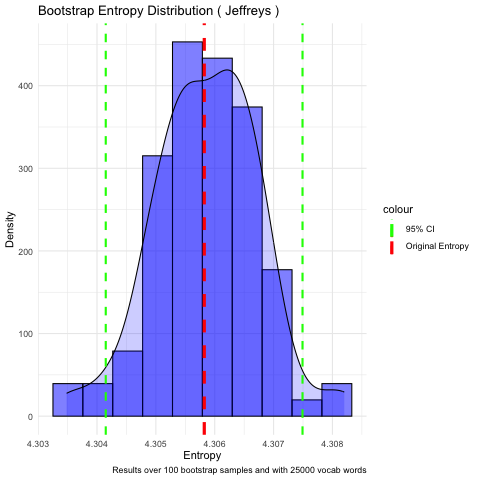 Bootstrap Entropy Distribution ( Jeffreys )
Density
400
300
200
100
0
4.303 4.304 4.305 4.306 4.307 4.308
Entropy
colour
95% CI
Original Entropy
Results over 100 bootstrap samples and with 25000 vocab words